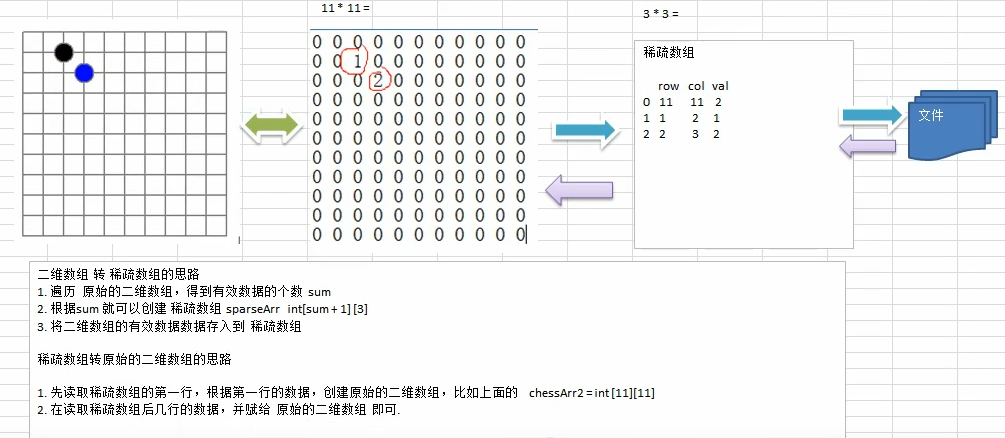 11 * 11 =
3 * 3 =
0 0 0 0 0 0 0 0 0 0 0
0 0 1 0 0 0 0 0 0 0 0
0 0 0 2 0 0 0 0 0 0 0
0 0 0 0 0 0 0 0 0 0 0
0 0 0 0 0 0 0 0 0 0 0
0 0 0 0 0 0 0 0 0 0 0
0 0 0 0 0 0 0 0 0 0 0
0 0 0 0 0 0 0 0 0 0 0
0 0 0 0 0 0 0 0 0 0 0
0 0 0 0 0 0 0 0 0 0 0
0 0 0 0 0 0 0 0 0 0 0
稀疏数组
row col val
0 11 11 2
1 1 2 1
2 2 3 2
文件
二维数组 转 稀疏数组的思路
1. 遍历 原始的二维数组，得到有效数据的个数 sum
2. 根据sum 就可以创建 稀疏数组 sparseArr int[sum + 1] [3]
3. 将二维数组的有效数据数据存入到 稀疏数组
稀疏数组转原始的二维数组的思路
1. 先读取稀疏数组的第一行，根据第一行的数据，创建原始的二维数组，比如上面的 chessArr2 = int [11][11]
2. 在读取稀疏数组后几行的数据，并赋给 原始的二维数组 即可.